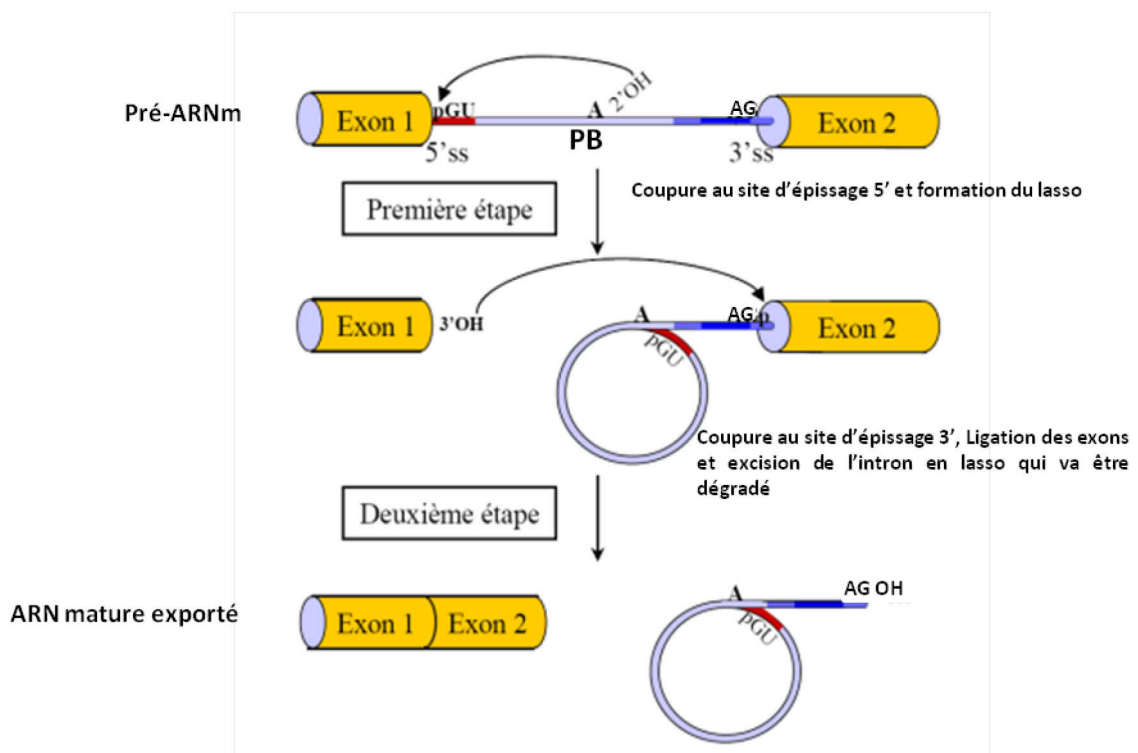 Pré-ARNm
Exon 1
pGU
A
2'OH
AG
Exon 2
5'ss
PB
3'ss
Première étape
Coupure au site d'épissage 5' et formation du lasso
Exon 1
3'OH
A
AG p
Exon 2
pGU
Coupure au site d'épissage 3', Ligation des exons
et excision de l'intron en lasso qui va être
dégradé
Deuxième étape
ARN mature exporté
Exon 1
Exon 2
A
AG OH
pGU